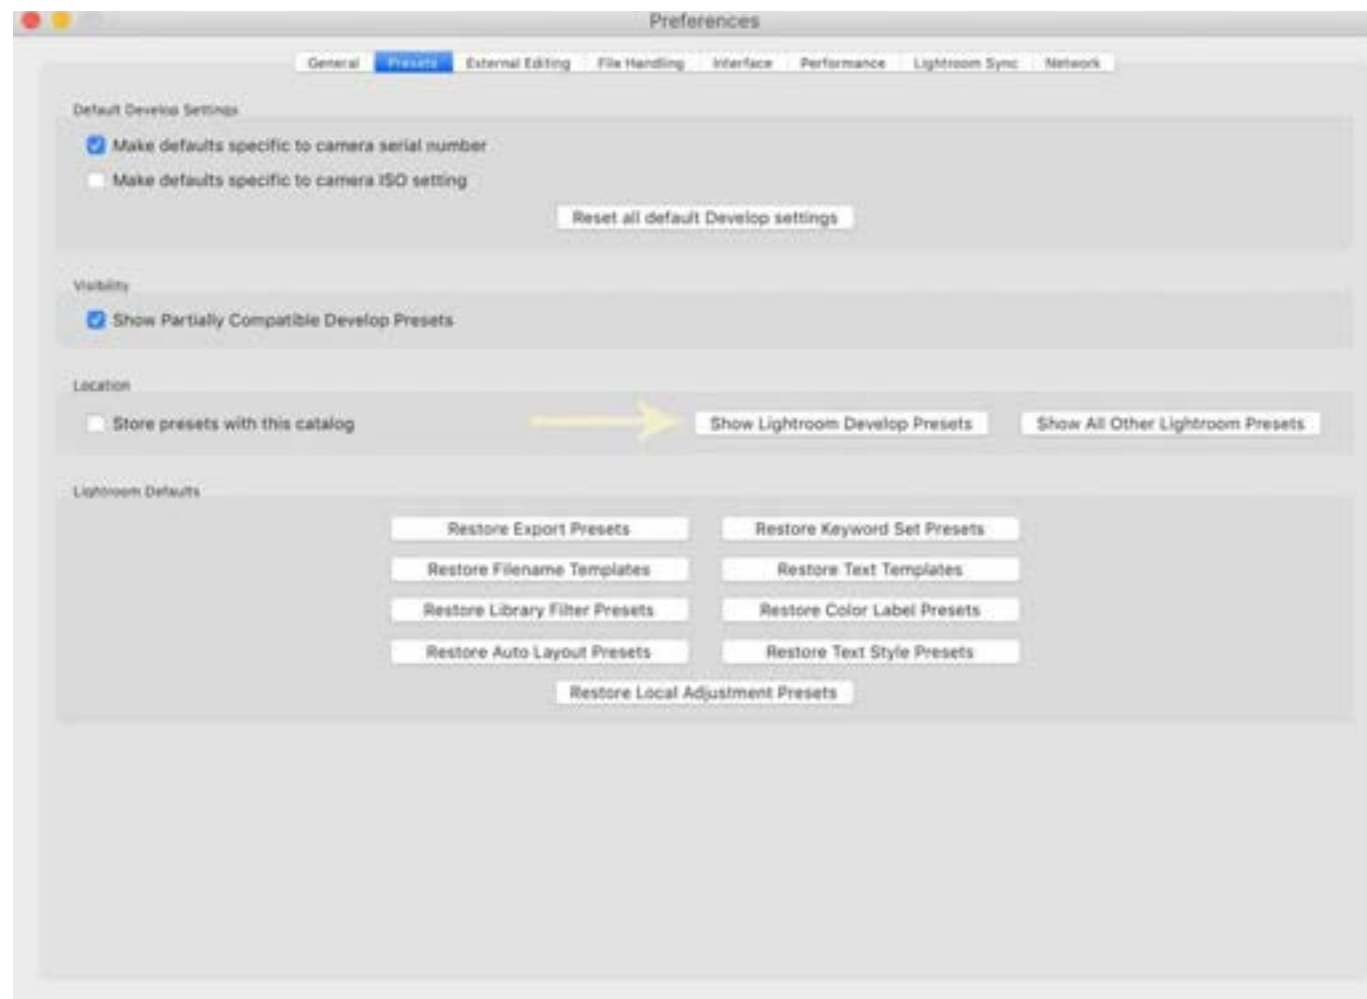 Preferences
General Presets External Editing File Handling Interface Performance Lightroom Sync Network
Default Develop Settings
Make defaults specific to camera serial number
Make defaults specific to camera ISO setting
Reset all default Develop settings
Visibility
Show Partially Compatible Develop Presets
Location
Store presets with this catalog Show Lightroom Develop Presets Show All Other Lightroom Presets
Lightroom Defaults
Restore Export Presets Restore Keyword Set Presets
Restore Filename Templates Restore Text Templates
Restore Library Filter Presets Restore Color Label Presets
Restore Auto Layout Presets Restore Text Style Presets
Restore Local Adjustment Presets